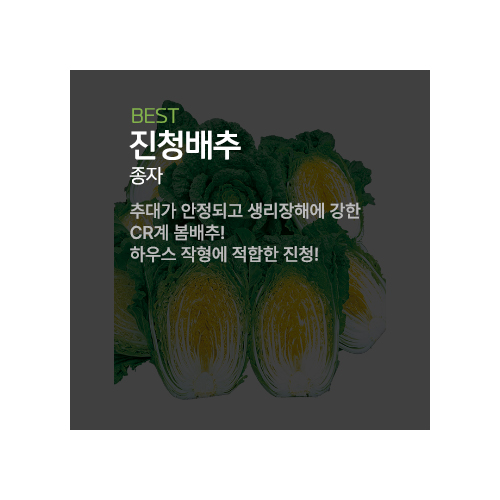 BEST
진청배추
종자
추대가 안정되고 생리장해에 강한
CR계 봄배추!
하우스 작형에 적합한 진청!